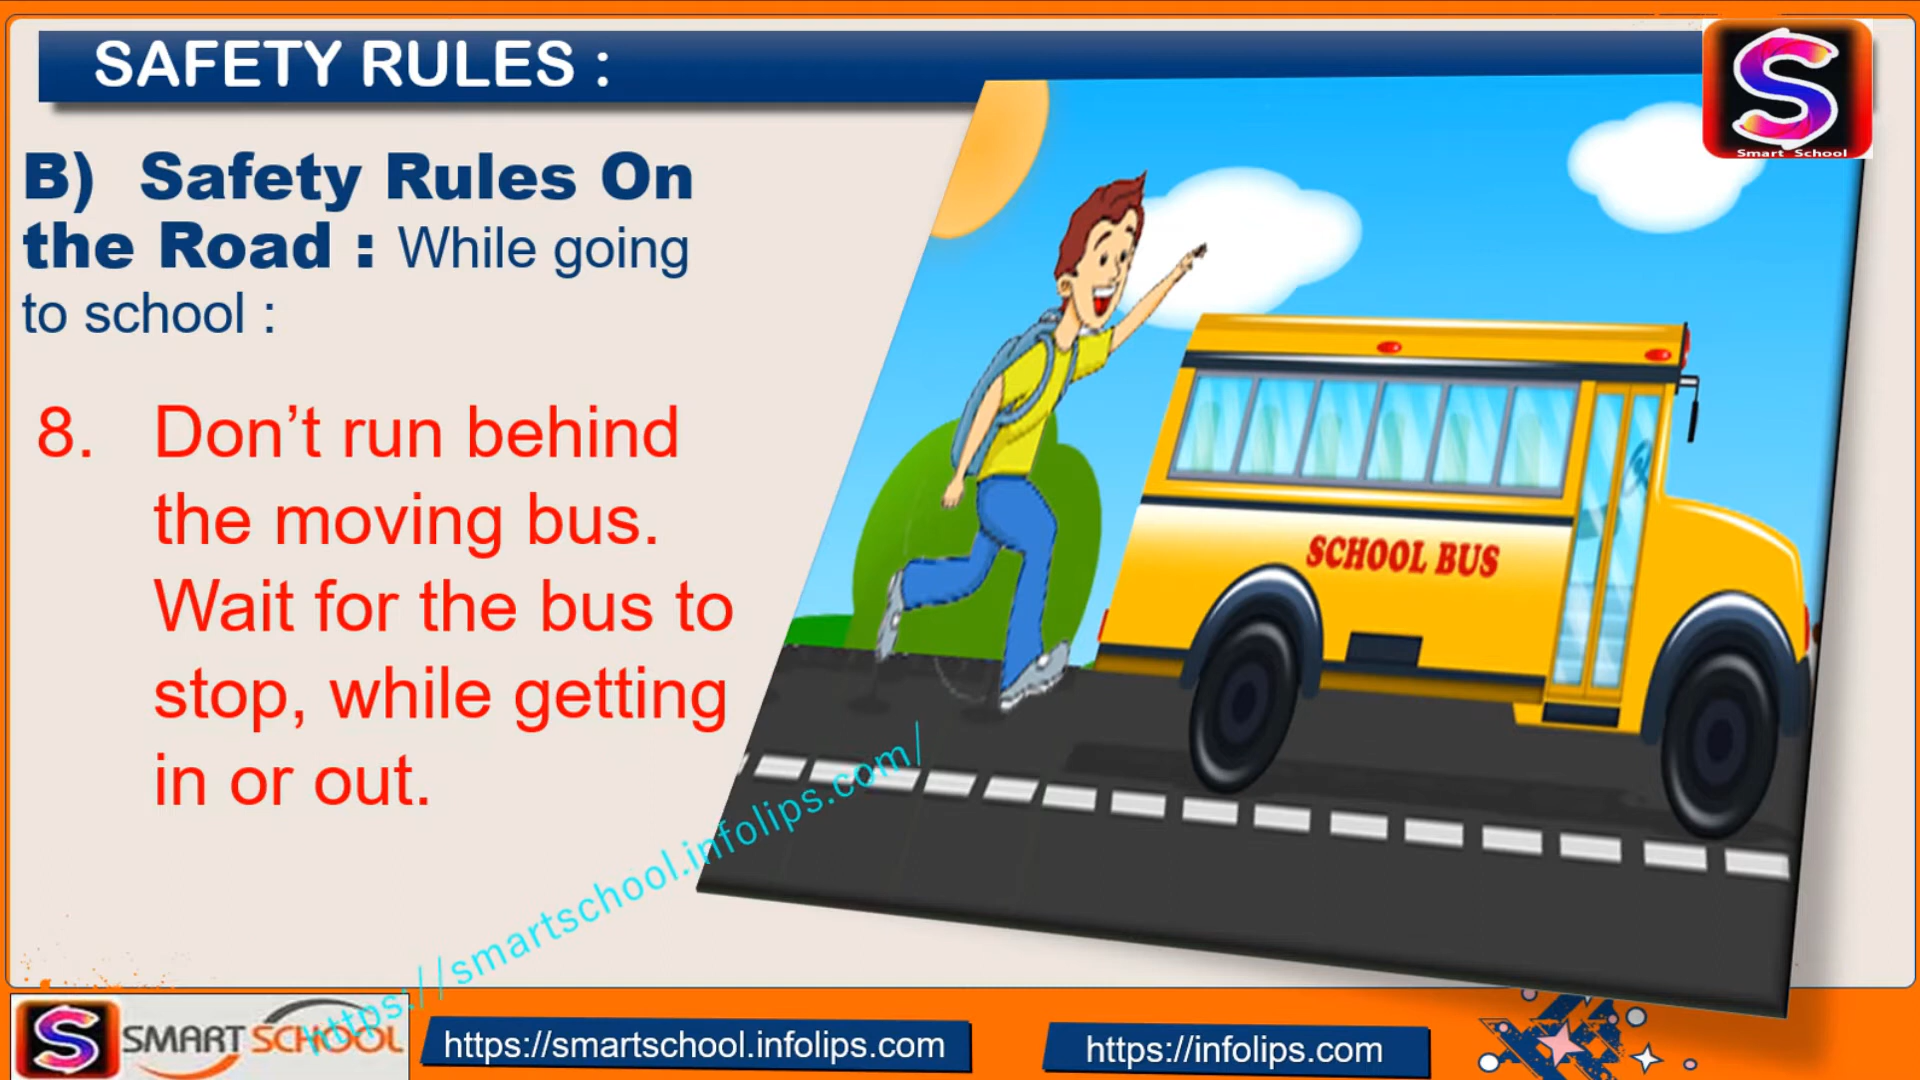 SAFETY RULES :
S
Smart School
B) Safety Rules On
the Road : While going
to school :
8. Don’t run behind
the moving bus.
Wait for the bus to
stop, while getting
in or out.
SCHOOL BUS
https://smartschool.infolips.com/
S SMART SCHOOL
https://smartschool.infolips.com
https://infolips.com